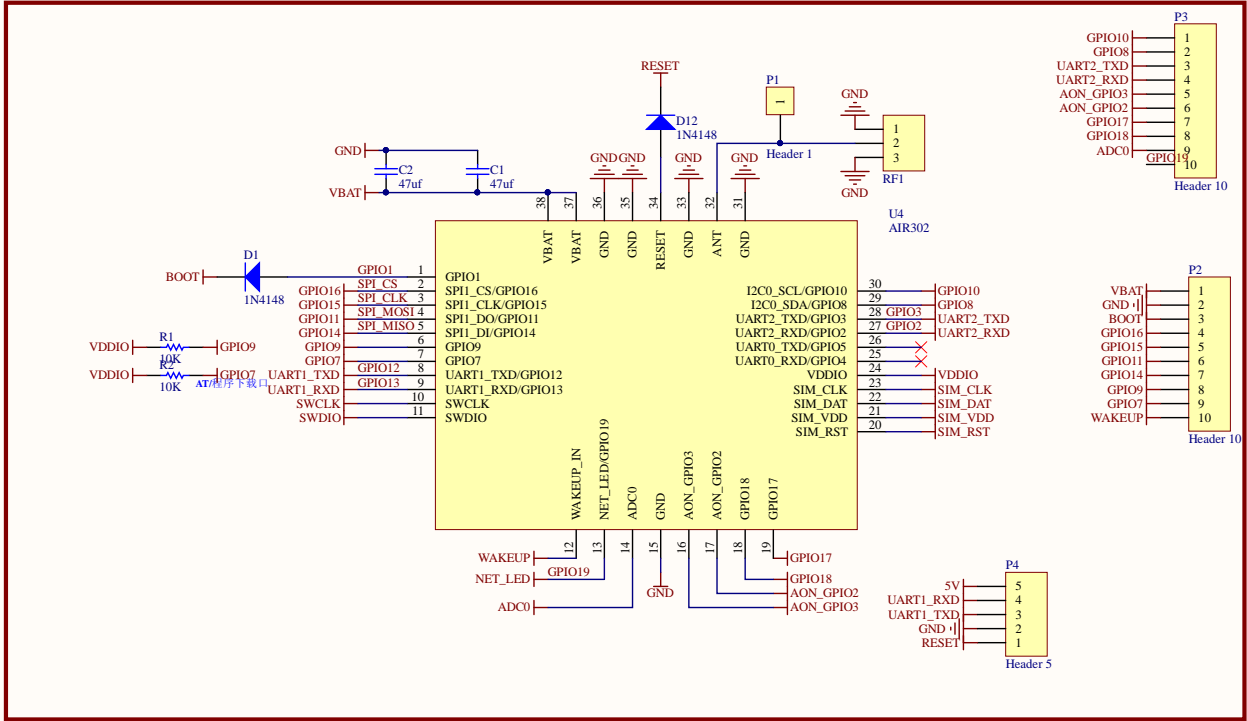 P3
GPIO10
1
GPIO8
2
UART2_TXD
3
UART2_RXD
4
AON_GPIO3
5
AON_GPIO2
6
GPIO17
7
GPIO18
8
ADC0
9
GPIO19
10
Header 10
RESET
D12
1N4148
P1
1
Header 1
GND
1
2
3
RF1
GND
GND
C2
47uf
C1
47uf
VBAT
GND
GND
GND
GND
38
37
36
35
34
33
32
31
U4
AIR302
VBAT
VBAT
GND
GND
RESET
GND
ANT
GND
D1
BOOT
1N4148
GPIO1
1
GPIO1
GPIO16
SPI_CS
2
SPI1_CS/GPIO16
GPIO15
SPI_CLK
3
SPI1_CLK/GPIO15
GPIO11
SPI_MOSI
4
SPI1_DO/GPIO11
GPIO14
SPI_MISO
5
SPI1_DI/GPIO14
GPIO9
6
GPIO9
GPIO7
7
GPIO7
UART1_TXD
GPIO12
8
UART1_TXD/GPIO12
UART1_RXD
GPIO13
9
UART1_RXD/GPIO13
SWCLK
10
SWCLK
SWDIO
11
SWDIO
R1
VDDIO
10K
GPIO9
R2
VDDIO
10K
GPIO7
AT/程序下载口
I2C0_SCL/GPIO10
30
GPIO10
I2C0_SDA/GPIO8
29
GPIO8
UART2_TXD/GPIO3
28
GPIO3
UART2_TXD
UART2_RXD/GPIO2
27
GPIO2
UART2_RXD
UART0_TXD/GPIO5
26
UART0_RXD/GPIO4
25
VDDIO
24
VDDIO
SIM_CLK
23
SIM_CLK
SIM_DAT
22
SIM_DAT
SIM_VDD
21
SIM_VDD
SIM_RST
20
SIM_RST
P2
VBAT
1
GND
2
BOOT
3
GPIO16
4
GPIO15
5
GPIO11
6
GPIO14
7
GPIO9
8
GPIO7
9
WAKEUP
10
Header 10
WAKEUP_IN
NET_LED/GPIO19
ADC0
GND
AON_GPIO3
AON_GPIO2
GPIO18
GPIO17
12
13
14
15
16
17
18
19
WAKEUP
NET_LED
GPIO19
ADC0
GND
GPIO17
GPIO18
AON_GPIO2
AON_GPIO3
P4
5V
5
UART1_RXD
4
UART1_TXD
3
GND
2
RESET
1
Header 5